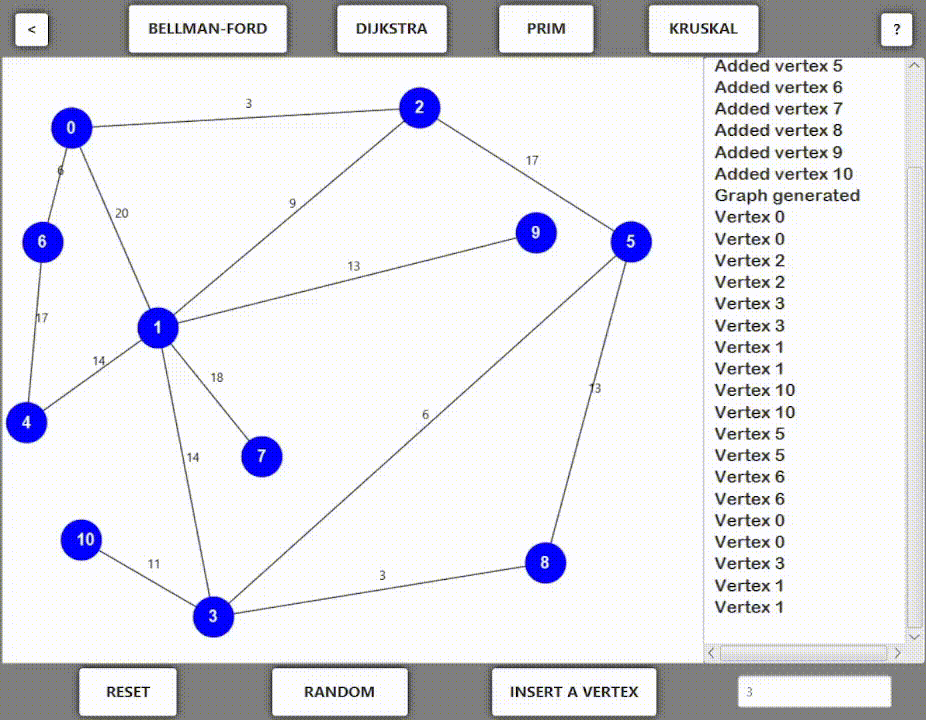 <
BELLMAN-FORD
DIJKSTRA
PRIM
KRUSKAL
?
0
2
3
6
20
9
17
6
9
5
13
17
1
14
18
4
7
14
6
13
10
11
3
3
8
Added vertex 5
Added vertex 6
Added vertex 7
Added vertex 8
Added vertex 9
Added vertex 10
Graph generated
Vertex 0
Vertex 0
Vertex 2
Vertex 2
Vertex 3
Vertex 3
Vertex 1
Vertex 1
Vertex 10
Vertex 10
Vertex 5
Vertex 5
Vertex 6
Vertex 6
Vertex 0
Vertex 0
Vertex 3
Vertex 1
Vertex 1
RESET
RANDOM
INSERT A VERTEX
3